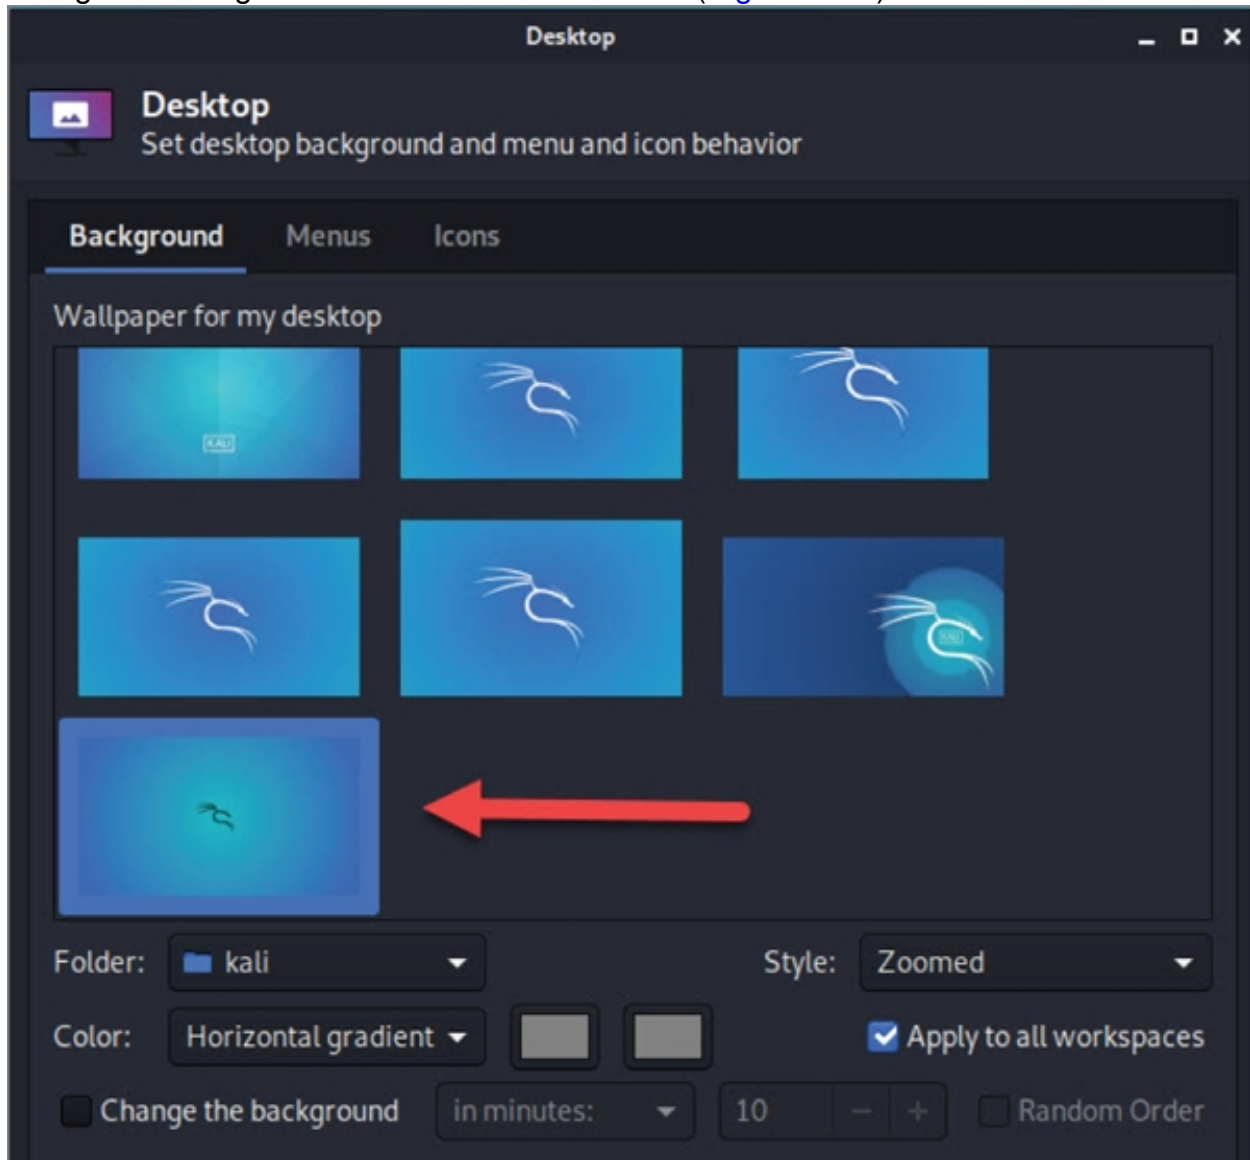 Desktop
Desktop
Set desktop background and menu and icon behavior
Background Menus Icons
Wallpaper for my desktop
KALI
KALI
Folder: kali Style: Zoomed
Color: Horizontal gradient Apply to all workspaces
Change the background in minutes: 10 - + Random Order